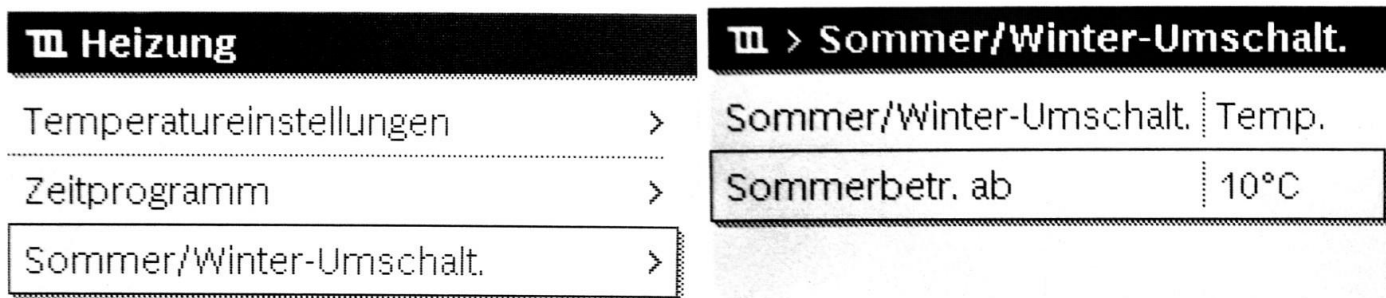 Heizung
Temperatureinstellungen >
Zeitprogramm >
Sommer/Winter-Umschalt. >
> Sommer/Winter-Umschalt.
Sommer/Winter-Umschalt. Temp.
Sommerbetr. ab 10°C